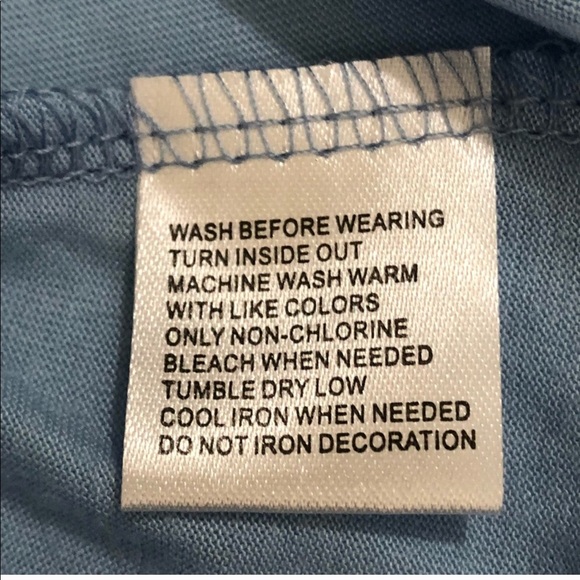 WASH BEFORE WEARING
TURN INSIDE OUT
MACHINE WASH WARM
WITH LIKE COLORS
ONLY NON-CHLORINE
BLEACH WHEN NEEDED
TUMBLE DRY LOW
COOL IRON WHEN NEEDED
DO NOT IRON DECORATION